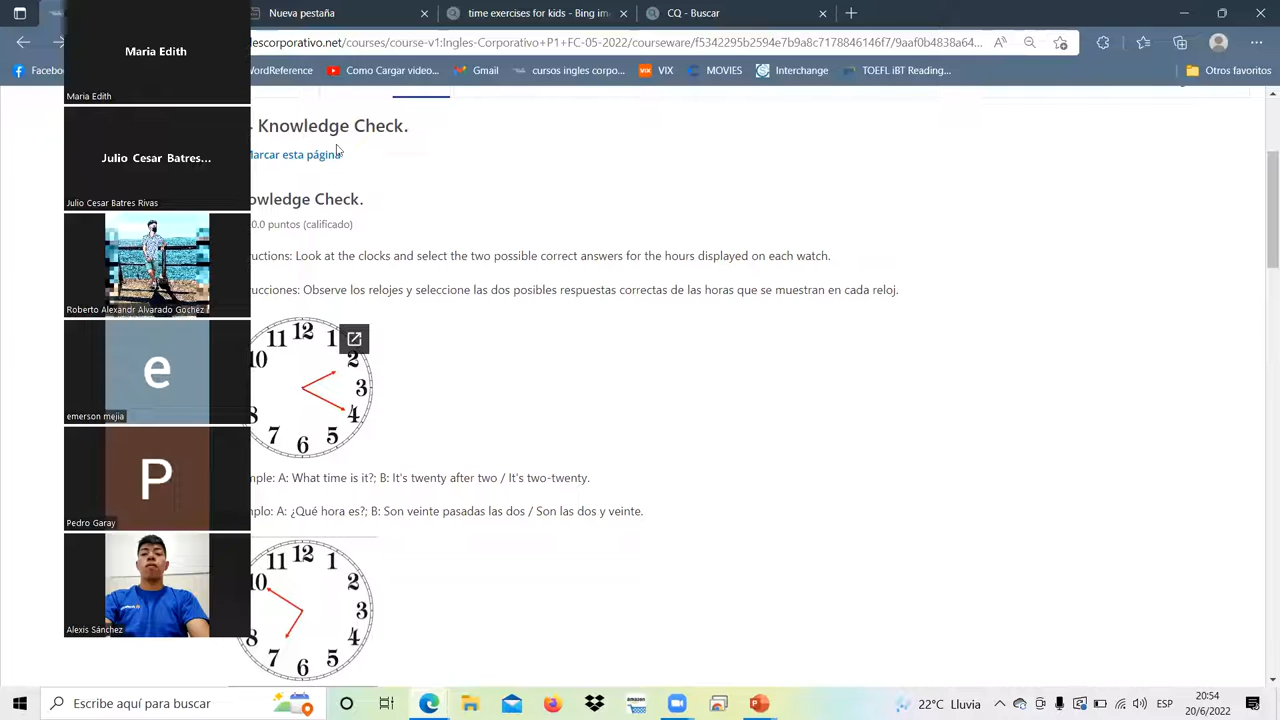 Maria Edith
Maria Edith
Julio Cesar Batres...
Julio Cesar Batres Rivas
Roberto Alexandr Alvarado Gochez
e
emerson mejia
P
Pedro Garay
Alexis Sánchez
pestaña
time exercises for kids - Bing im
CQ - Buscar
lescorporativo.net/courses/course-v1:Ingles-Corporativo+P1+FC-05-2022/courseware/f5342295b2594e7b9a8c7178846146f7/9aaf0b4838a64...
Facebo
WordReference
Como Cargar video...
Gmail
cursos ingles corpo...
VIX
VIX
MOVIES
Interchange
TOEFL iBT Reading...
Otros favoritos
- Knowledge Check.
Marcar esta página
owledge Check.
0.0 puntos (calificado)
uctions: Look at the clocks and select the two possible correct answers for the hours displayed on each watch.
rucciones: Observe los relojes y seleccione las dos posibles respuestas correctas de las horas que se muestran en cada reloj.
10 11 12 1 2 3 4 5 6 7 8
mple: A: What time is it?; B: It's twenty after two / It's two-twenty.
mplo: A: ¿Qué hora es?; B: Son veinte pasadas las dos / Son las dos y veinte.
10 11 12 1 2 3 4 5 6 7 8
Escribe aquí para buscar
amazon
22°C Lluvia
ESP
20:54
20/6/2022